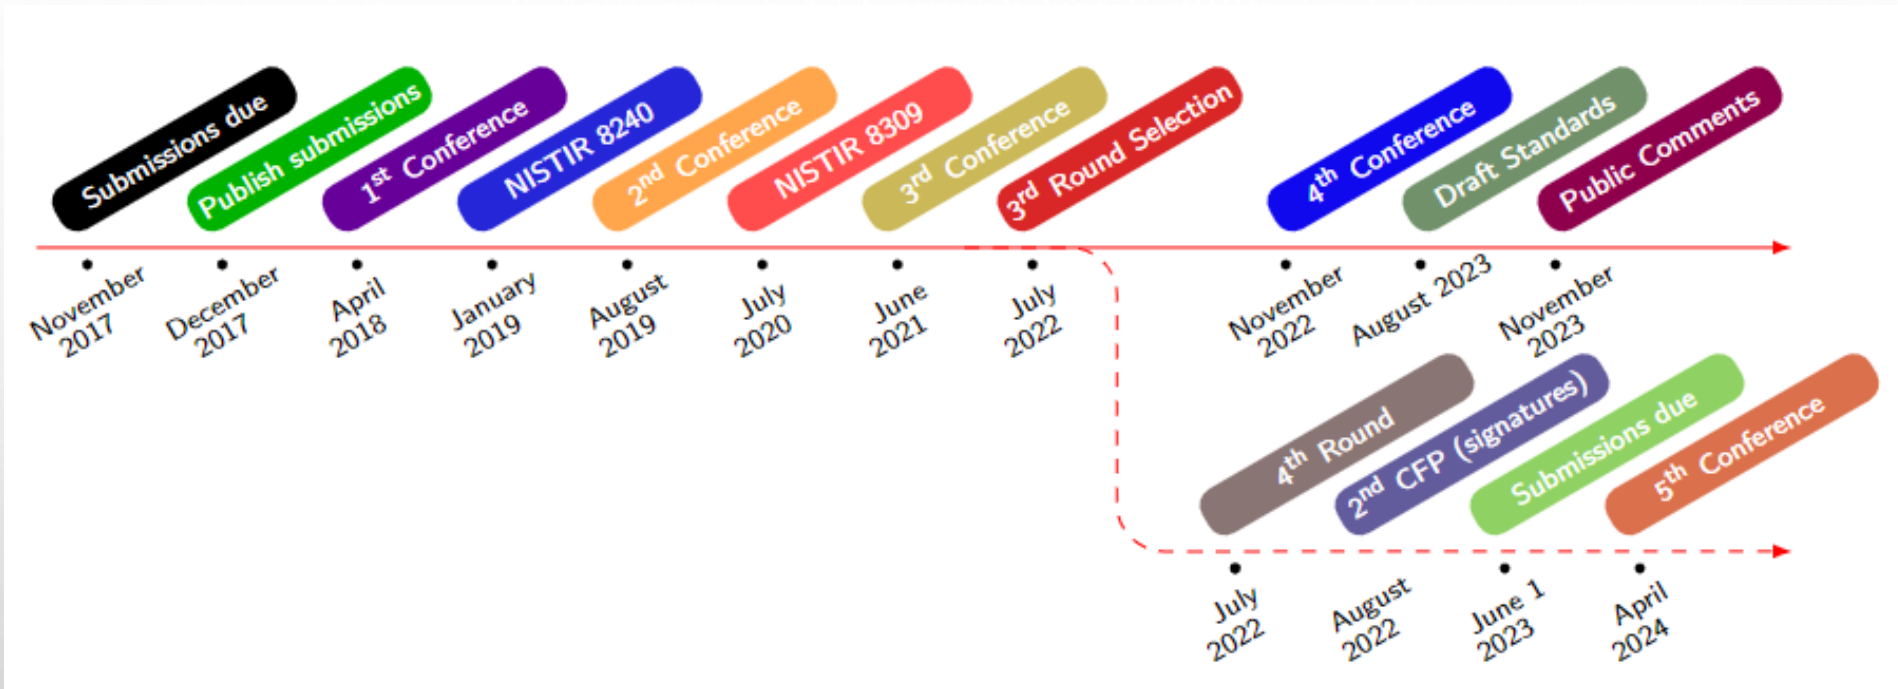 Submissions due
Publish submissions
1st Conference
NISTIR 8240
2nd Conference
NISTIR 8309
3rd Conference
3rd Round Selection
4th Conference
Draft Standards
Public Comments
November
2017
December
2017
April
2018
January
2019
August
2019
July
2020
June
2021
July
2022
November
2022
August 2023
November
2023
4th Round
2nd CFP (signatures)
Submissions due
5th Conference
July
2022
August
2022
June 1
2023
April
2024